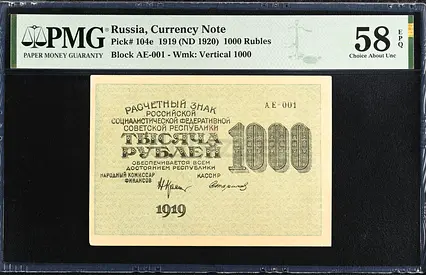 PMG
PAPER MONEY GUARANTY
Russia, Currency Note
Pick# 104e 1919 (ND 1920) 1000 Rubles
Block AE-001 - Wmk: Vertical 1000
58 EPQ
Choice About Unc
АЕ-001
РАСЧЕТНЫЙ ЗНАК
РОССИЙСКОЙ
СОЦИАЛИСТИЧЕСКОЙ ФЕДЕРАТИВНОЙ
СОВЕТСКОЙ РЕСПУБЛИКИ
ТЫСЯЧА
РУБЛЕЙ
1000
ОБЕСПЕЧИВАЕТСЯ ВСЕМ
ДОСТОЯНИЕМ РЕСПУБЛИКИ
НАРОДНЫЙ КОМИССАР
ФИНАНСОВ
КАССИР
1919